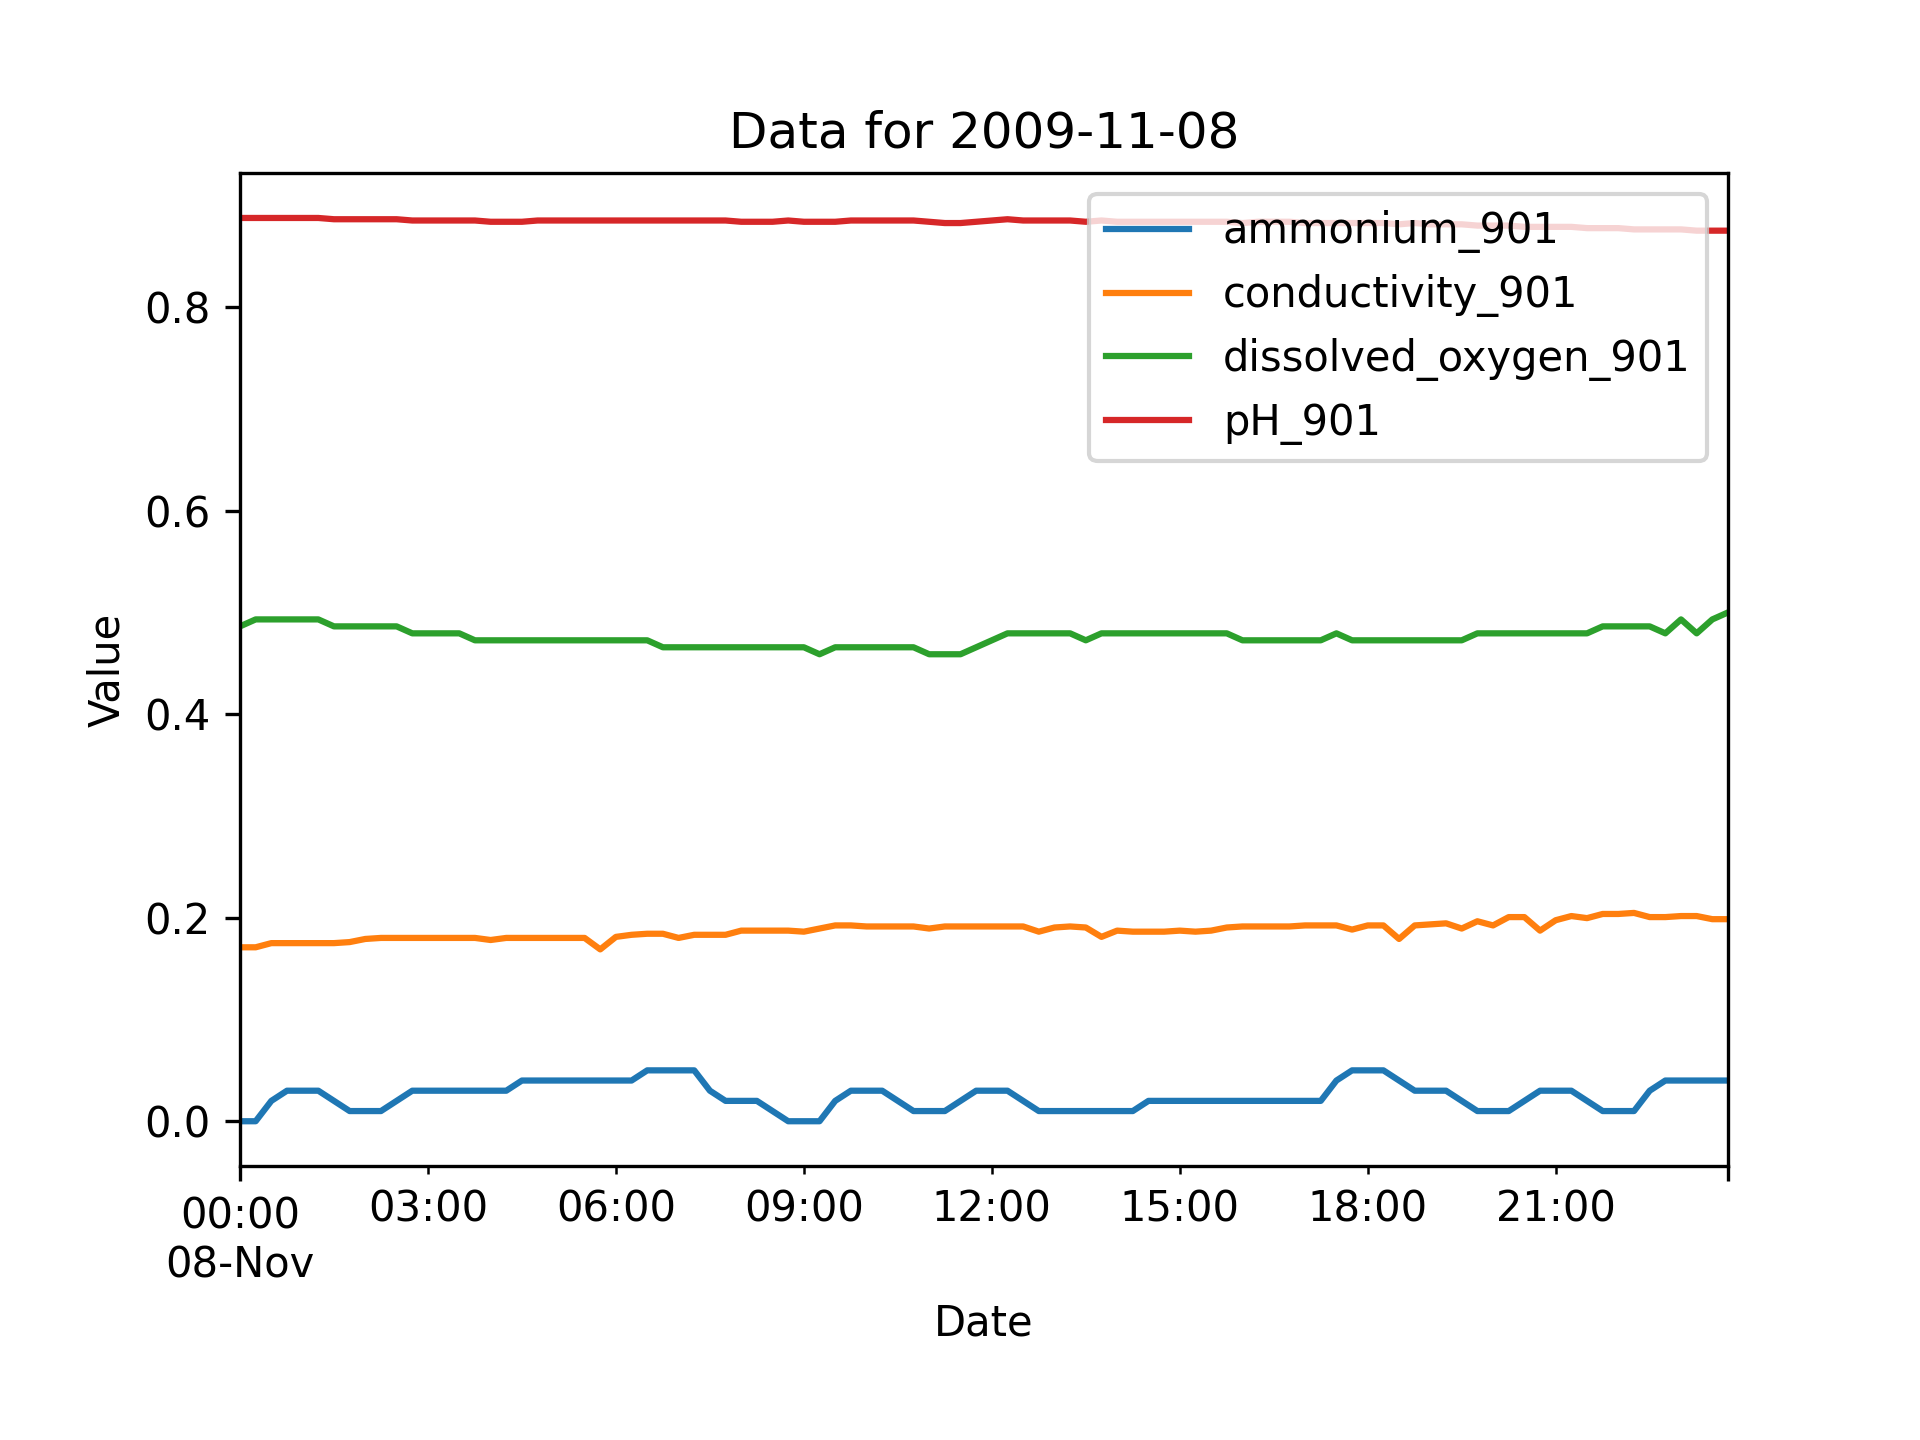 Data for 2009-11-08
ammonium_901
conductivity_901
dissolved_oxygen_901
pH_901
Value
0.8
0.6
0.4
0.2
0.0
00:00 03:00 06:00 09:00 12:00 15:00 18:00 21:00
08-Nov
Date